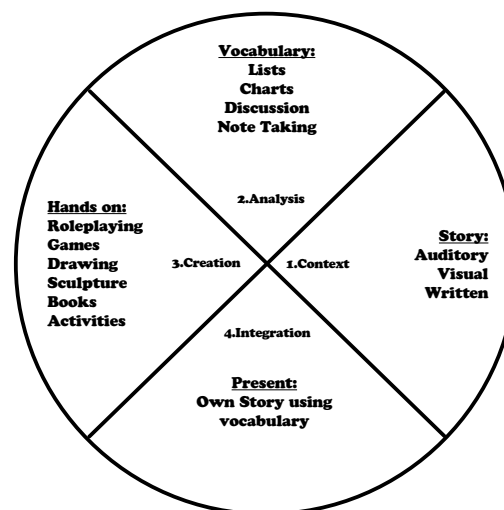 Vocabulary:
Lists
Charts
Discussion
Note Taking
2.Analysis
Hands on:
Roleplaying
Games
Drawing
Sculpture
Books
Activities
3.Creation
1.Context
Story:
Auditory
Visual
Written
4.Integration
Present:
Own Story using
vocabulary